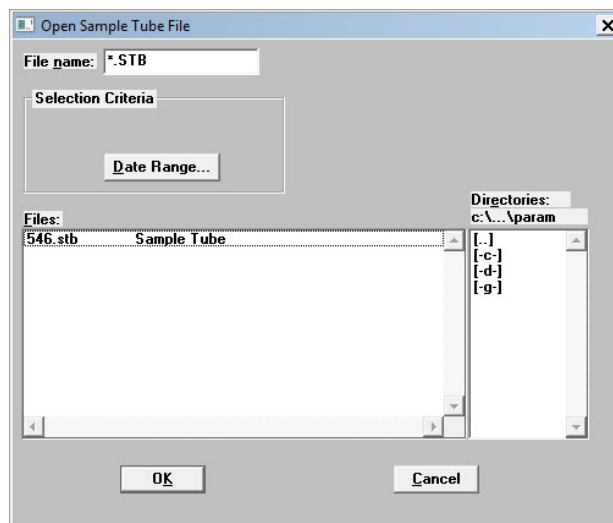 Open Sample Tube File
File name: *.STB
Selection Criteria
Date Range...
Directories:
c:\...\param
Files:
546.stb Sample Tube
[..]
[-c-]
[-d-]
[-g-]
OK
Cancel